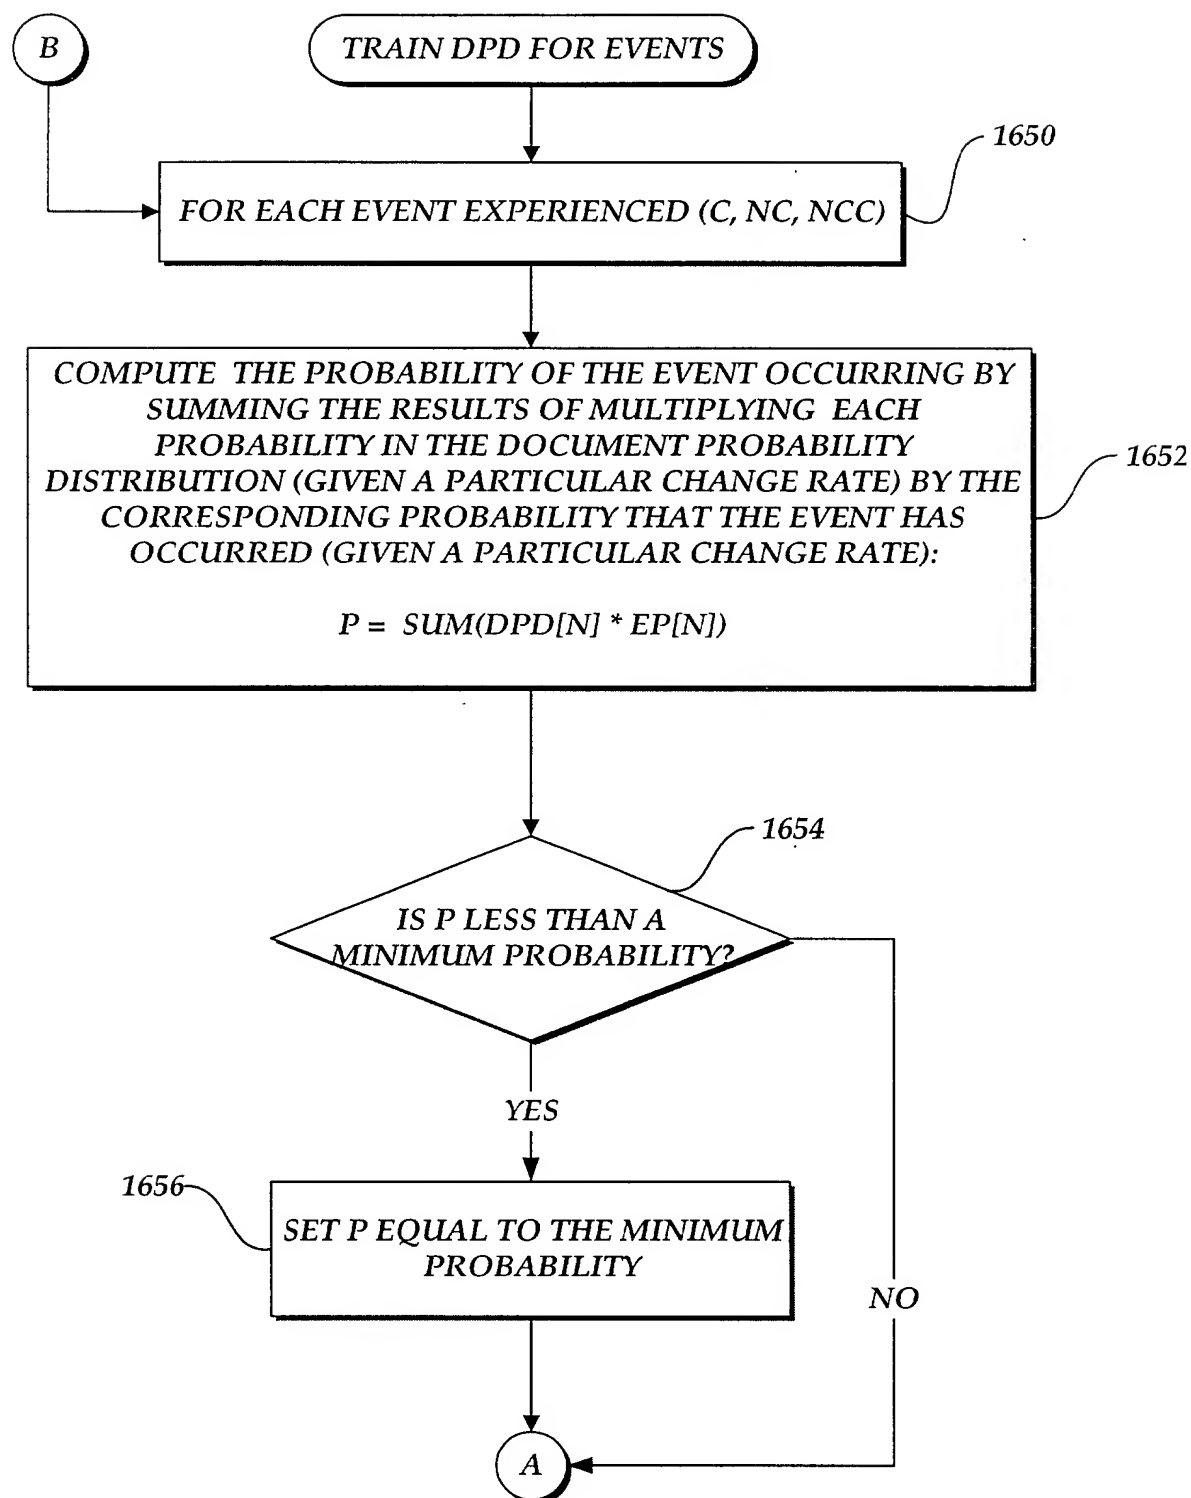 B
TRAIN DPD FOR EVENTS
1650
FOR EACH EVENT EXPERIENCED (C, NC, NCC)
COMPUTE THE PROBABILITY OF THE EVENT OCCURRING BY
SUMMING THE RESULTS OF MULTIPLYING EACH
PROBABILITY IN THE DOCUMENT PROBABILITY
DISTRIBUTION (GIVEN A PARTICULAR CHANGE RATE) BY THE
CORRESPONDING PROBABILITY THAT THE EVENT HAS
OCCURRED (GIVEN A PARTICULAR CHANGE RATE):
P = SUM(DPD[N] * EP[N])
1652
1654
IS P LESS THAN A
MINIMUM PROBABILITY?
YES
1656
SET P EQUAL TO THE MINIMUM
PROBABILITY
NO
A